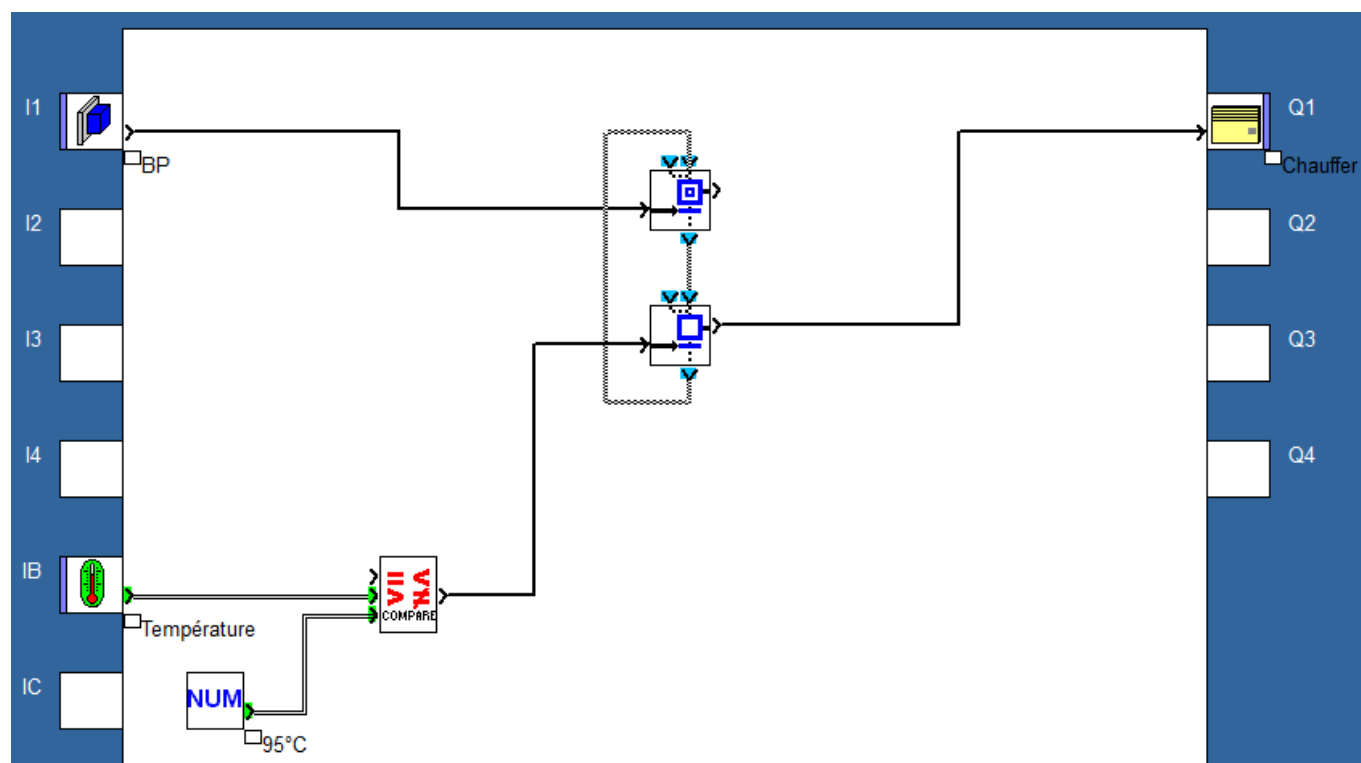 I1
BP
I2
I3
I4
IB
Température
IC
NUM
95°C
COMPARE
Q1
Chauffer
Q2
Q3
Q4